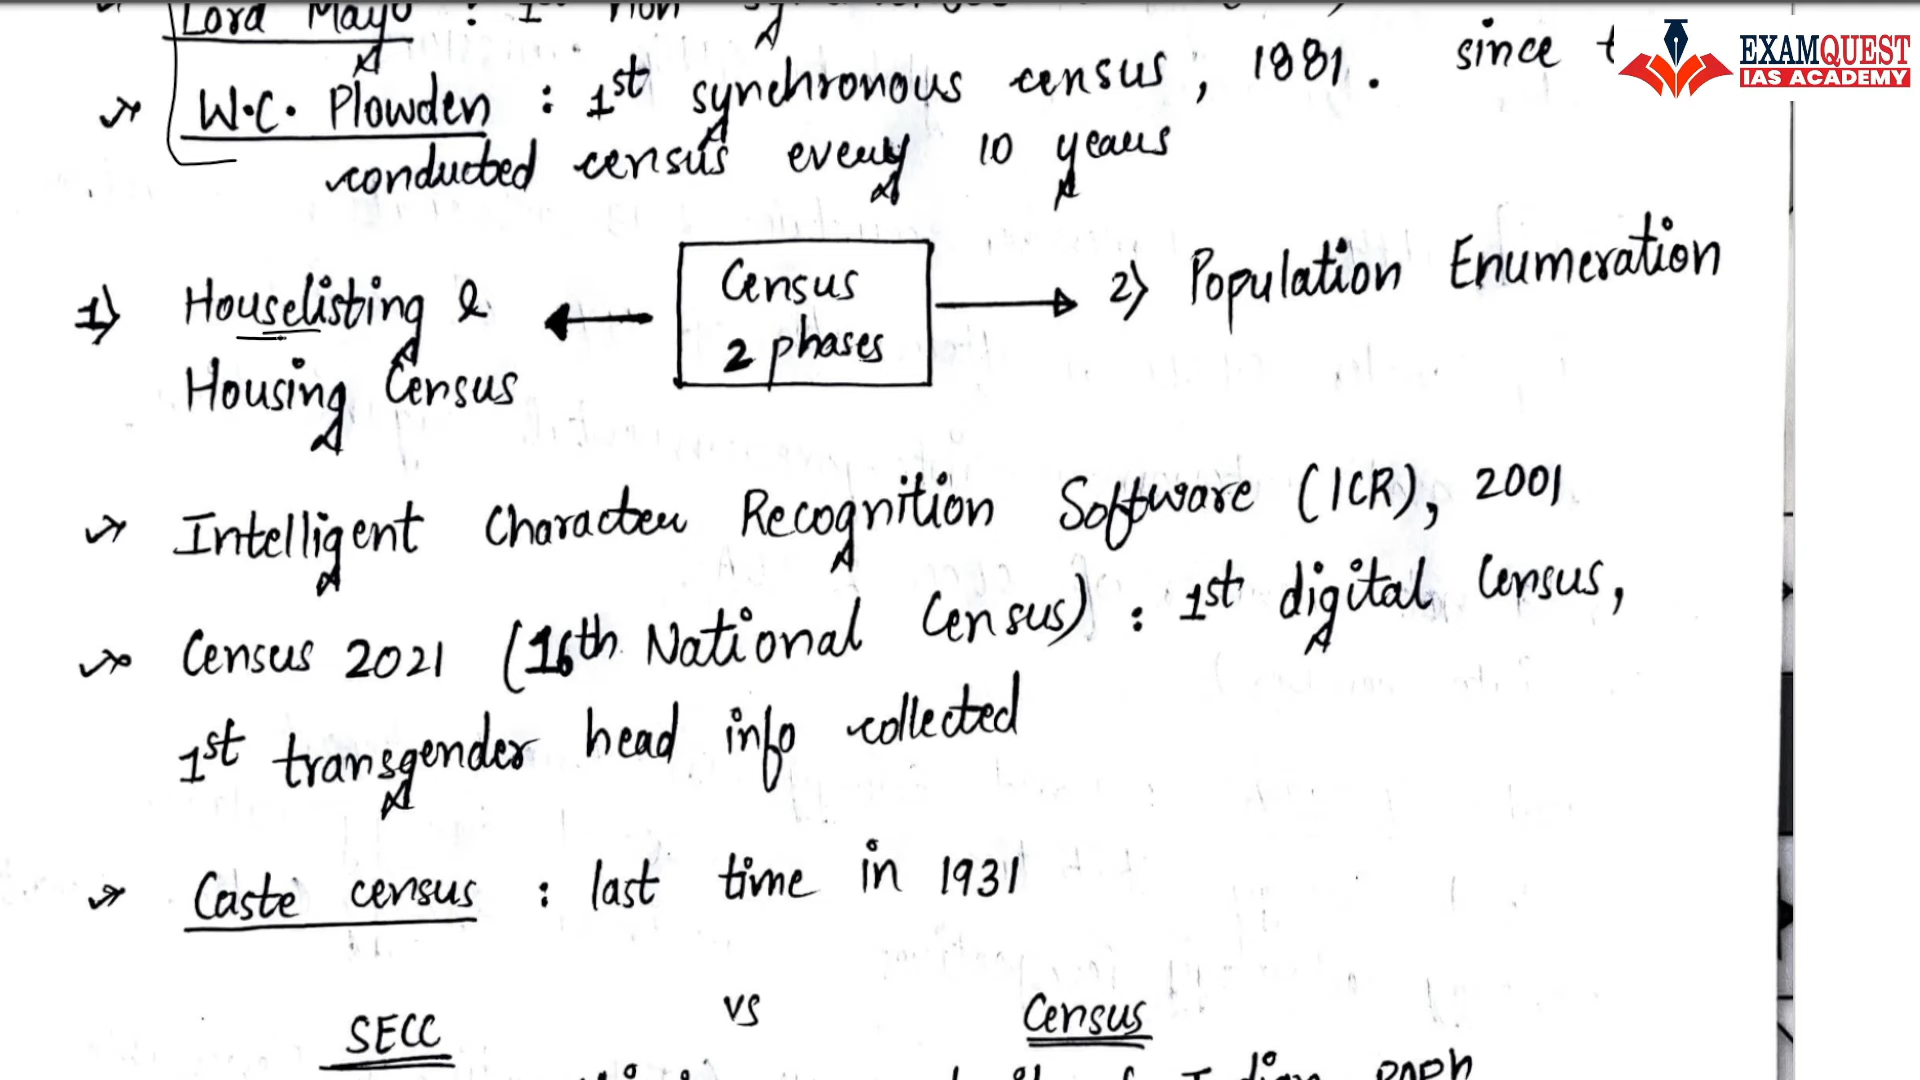 Lord Mayo : 1st non
W.C. Plowden : 1st synchronous census, 1881. since
conducted census every 10 years
EXAMQUEST
IAS ACADEMY
1) Houselisting &
Housing Census
Census
2 phases
2) Population Enumeration
Intelligent Character Recognition Software (ICR), 2001
Census 2021 (16th National Census) : 1st digital census,
1st transgender head info collected
Caste census : last time in 1931
SECC vs Census